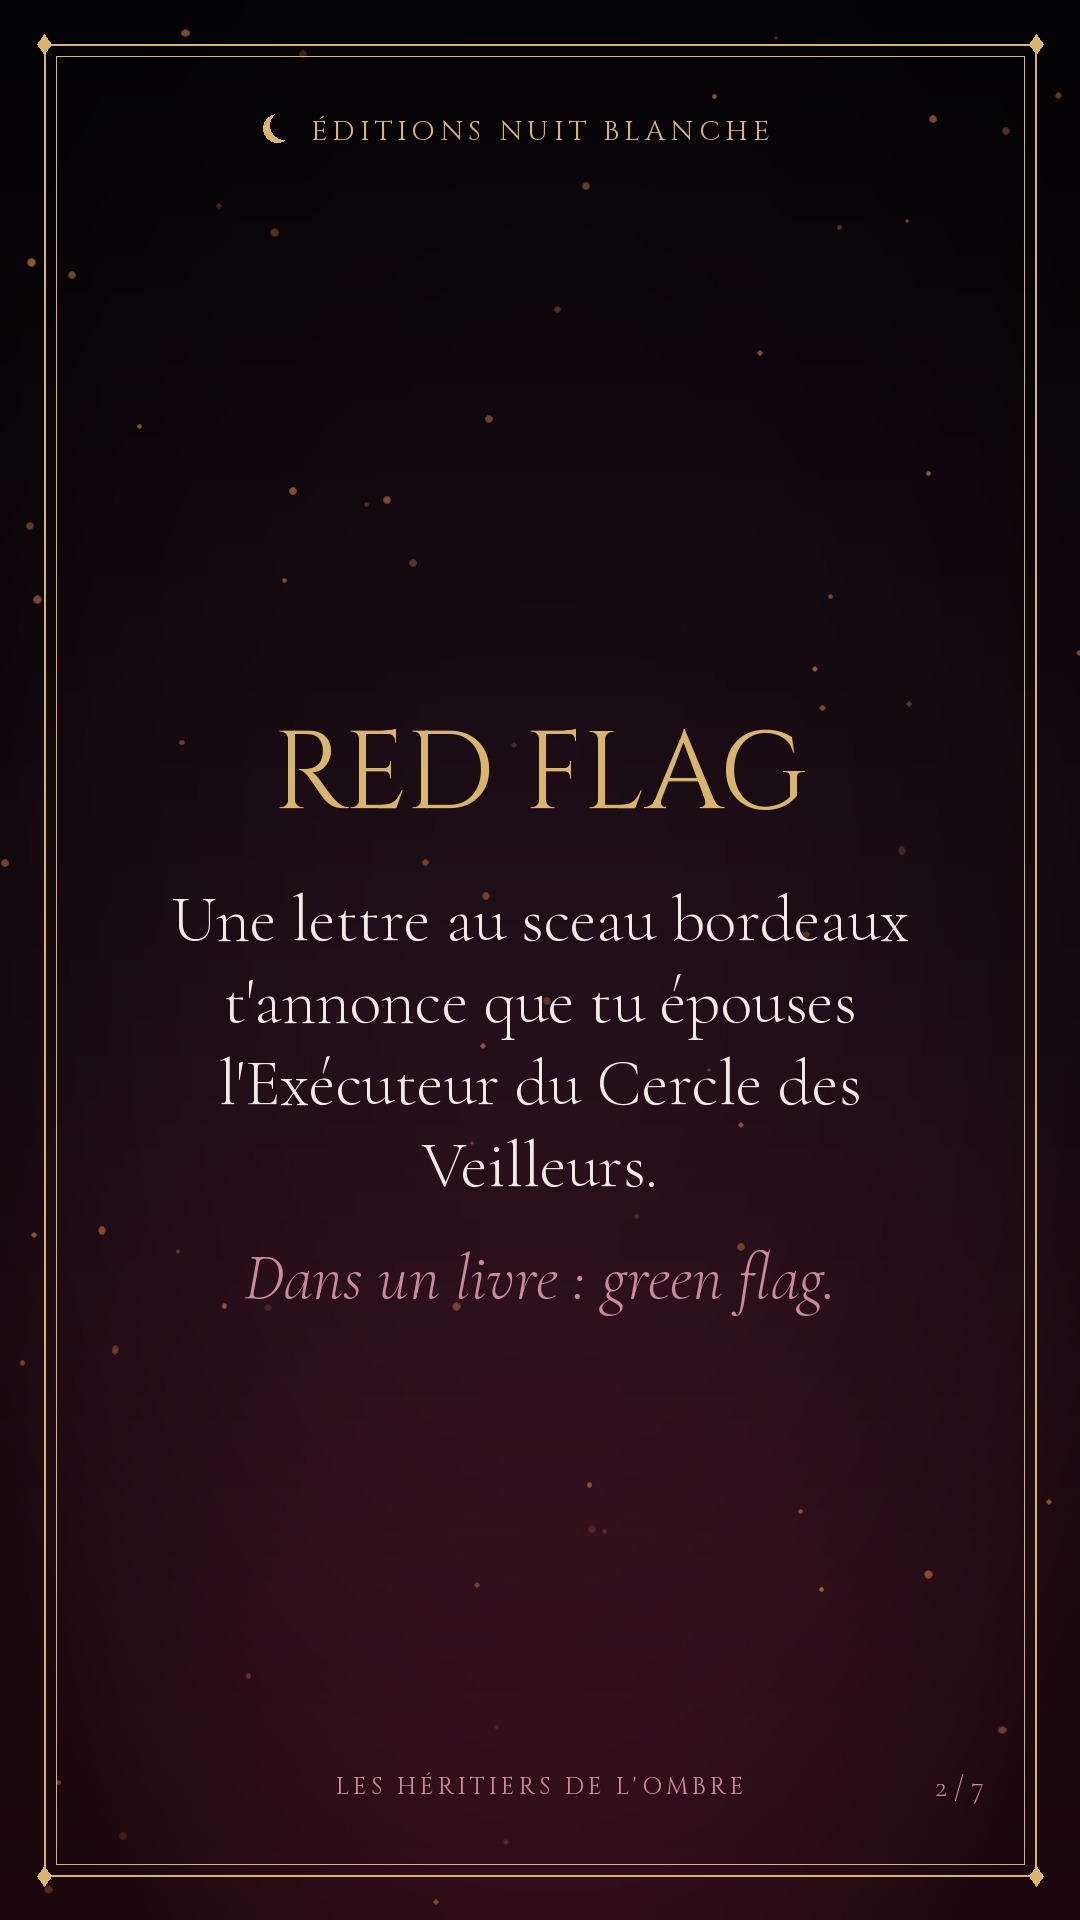 ÉDITIONS NUIT BLANCHE
RED FLAG
Une lettre au sceau bordeaux
t'annonce que tu épouses
l'Exécuteur du Cercle des
Veilleurs.
Dans un livre : green flag.
LES HÉRITIERS DE L'OMBRE
2/7